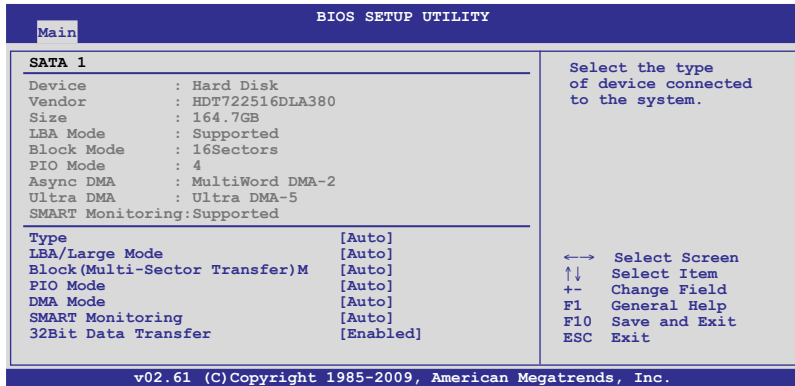 BIOS SETUP UTILITY
Main
SATA 1
Device : Hard Disk
Vendor : HDT722516DLA380
Size : 164.7GB
LBA Mode : Supported
Block Mode : 16Sectors
PIO Mode : 4
Async DMA : MultiWord DMA-2
Ultra DMA : Ultra DMA-5
SMART Monitoring:Supported
Type [Auto]
LBA/Large Mode [Auto]
Block(Multi-Sector Transfer)M [Auto]
PIO Mode [Auto]
DMA Mode [Auto]
SMART Monitoring [Auto]
32Bit Data Transfer [Enabled]
Select the type
of device connected
to the system.
←→ Select Screen
↑↓ Select Item
+- Change Field
F1 General Help
F10 Save and Exit
ESC Exit
v02.61 (C)Copyright 1985-2009, American Megatrends, Inc.